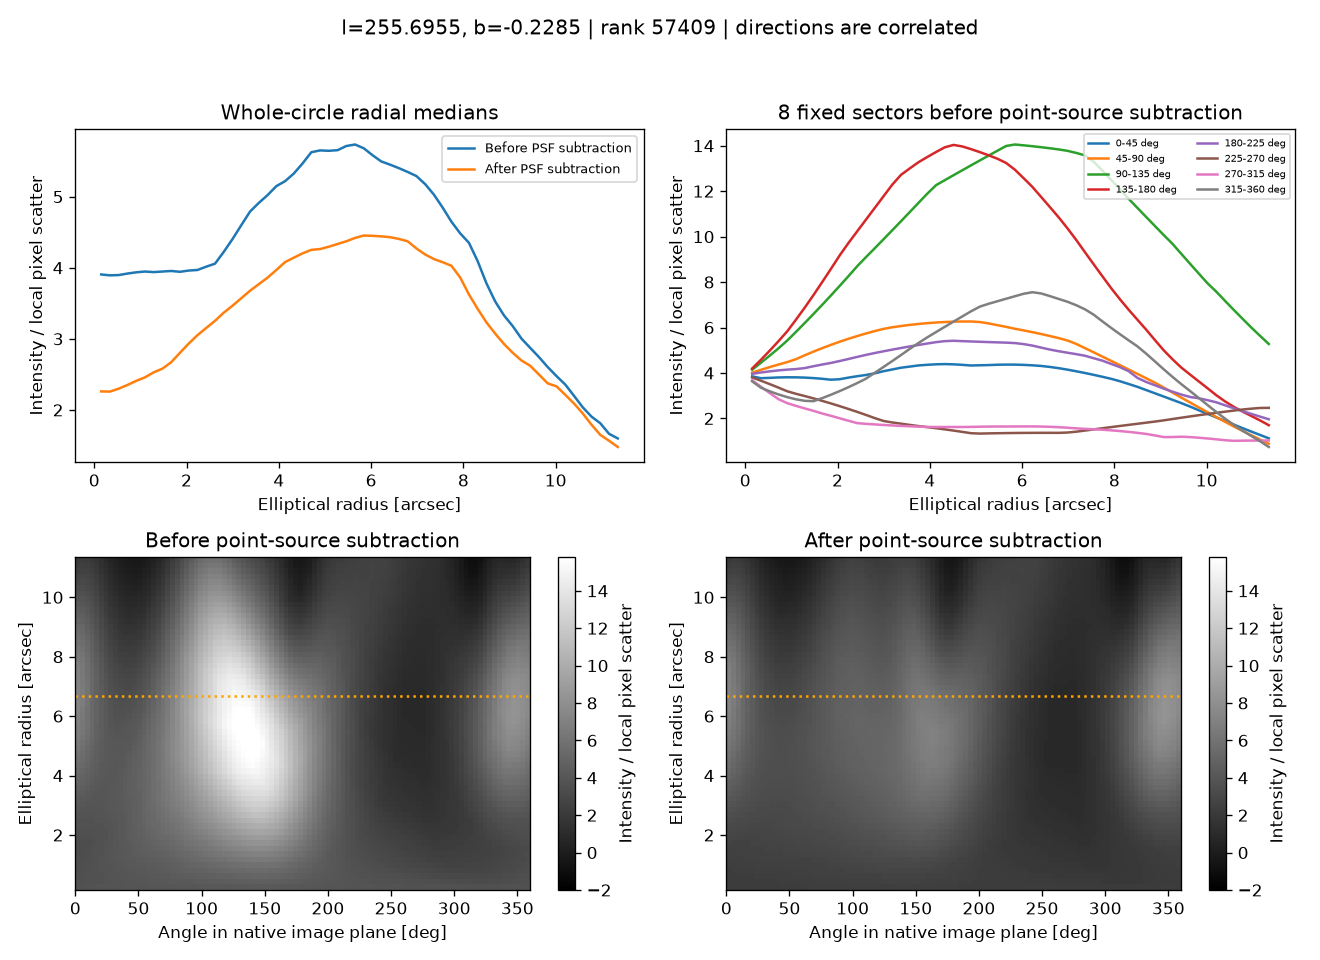 l=255.6955, b=-0.2285 | rank 57409 | directions are correlated
Whole-circle radial medians
Intensity / local pixel scatter
5
4
3
2
Before PSF subtraction
After PSF subtraction
0 2 4 6 8 10
Elliptical radius [arcsec]
8 fixed sectors before point-source subtraction
Intensity / local pixel scatter
14
12
10
8
6
4
2
0-45 deg
45-90 deg
90-135 deg
135-180 deg
180-225 deg
225-270 deg
270-315 deg
315-360 deg
0 2 4 6 8 10
Elliptical radius [arcsec]
Before point-source subtraction
Elliptical radius [arcsec]
10
8
6
4
2
0 50 100 150 200 250 300 350
Angle in native image plane [deg]
14
12
10
8
6
4
2
0
−2
Intensity / local pixel scatter
After point-source subtraction
Elliptical radius [arcsec]
10
8
6
4
2
0 50 100 150 200 250 300 350
Angle in native image plane [deg]
14
12
10
8
6
4
2
0
−2
Intensity / local pixel scatter